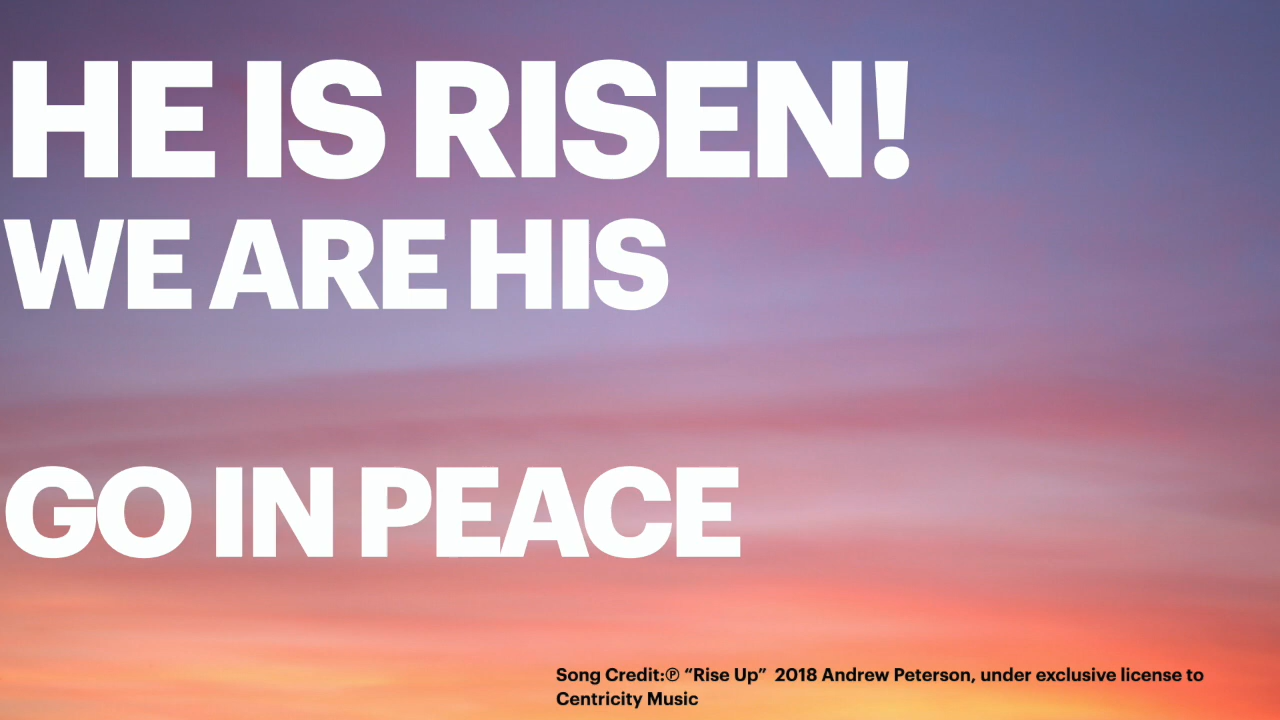 HE IS RISEN!
WE ARE HIS
GO IN PEACE
Song Credit:℗ “Rise Up”  2018 Andrew Peterson, under exclusive license to
Centricity Music